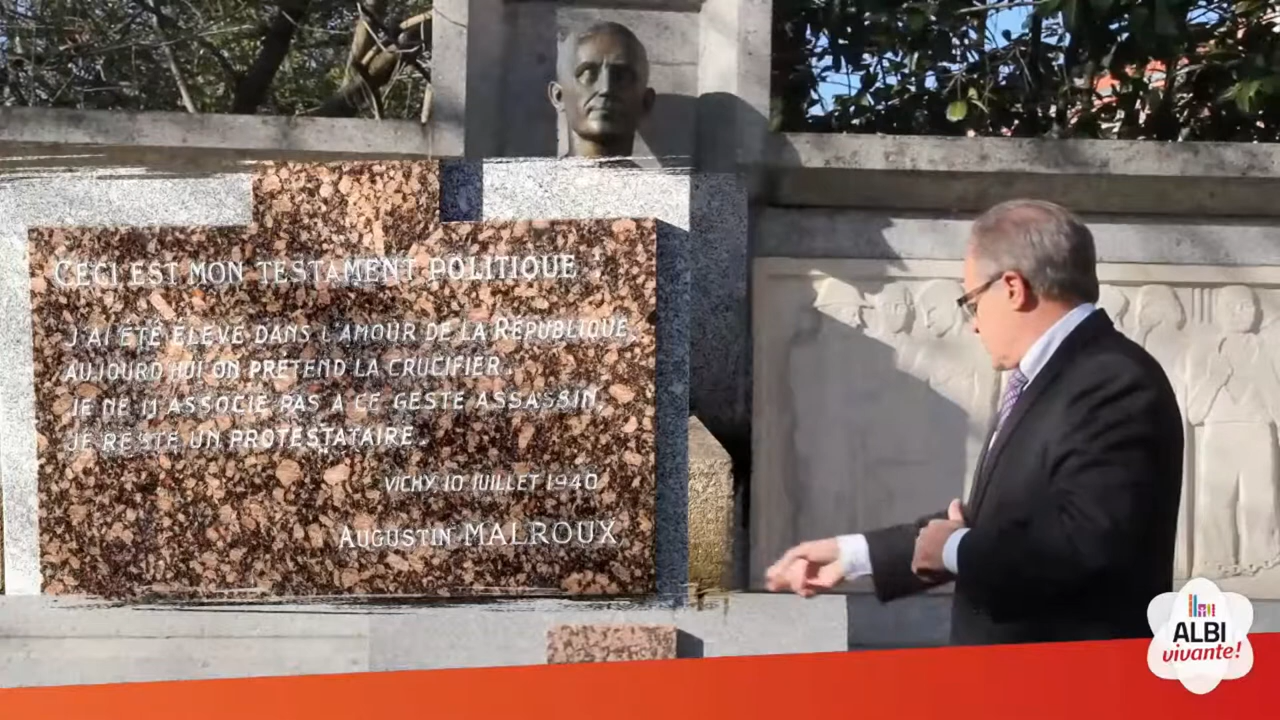 CECI EST MON TESTAMENT POLITIQUE :
J'AI ÉTÉ ÉLEVÉ DANS L'AMOUR DE LA RÉPUBLIQUE.
AUJOURD'HUI ON PRÉTEND LA CRUCIFIER.
JE NE M'ASSOCIE PAS A CE GESTE ASSASSIN.
JE RESTE UN PROTESTATAIRE.
VICHY 10 JUILLET 1940
AUGUSTIN MALROUX
ALBI
vivante!